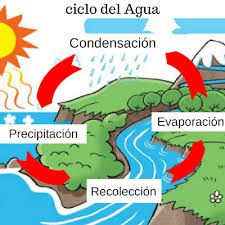 ciclo del Agua
Condensación
Evaporación
Precipitación
Recolección